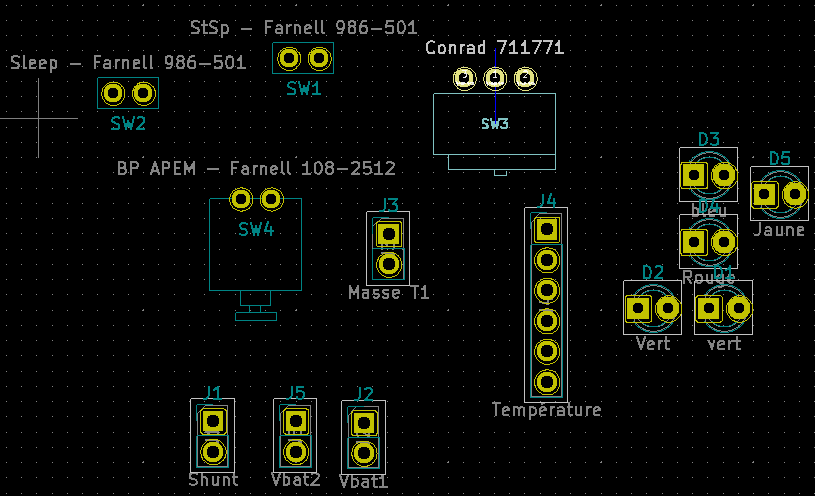 StSp - Farnell 986-501
Conrad 711771
Sleep - Farnell 986-501
SW1
SW2
SW3
D3
D5
BP APEM - Farnell 108-2512
bleu
J3
J4
D4
SW4
Jaune
D2
D1
Rouge
Masse T1
Vert
vert
J1
J5
J2
Température
Shunt
Vbat2
Vbat1